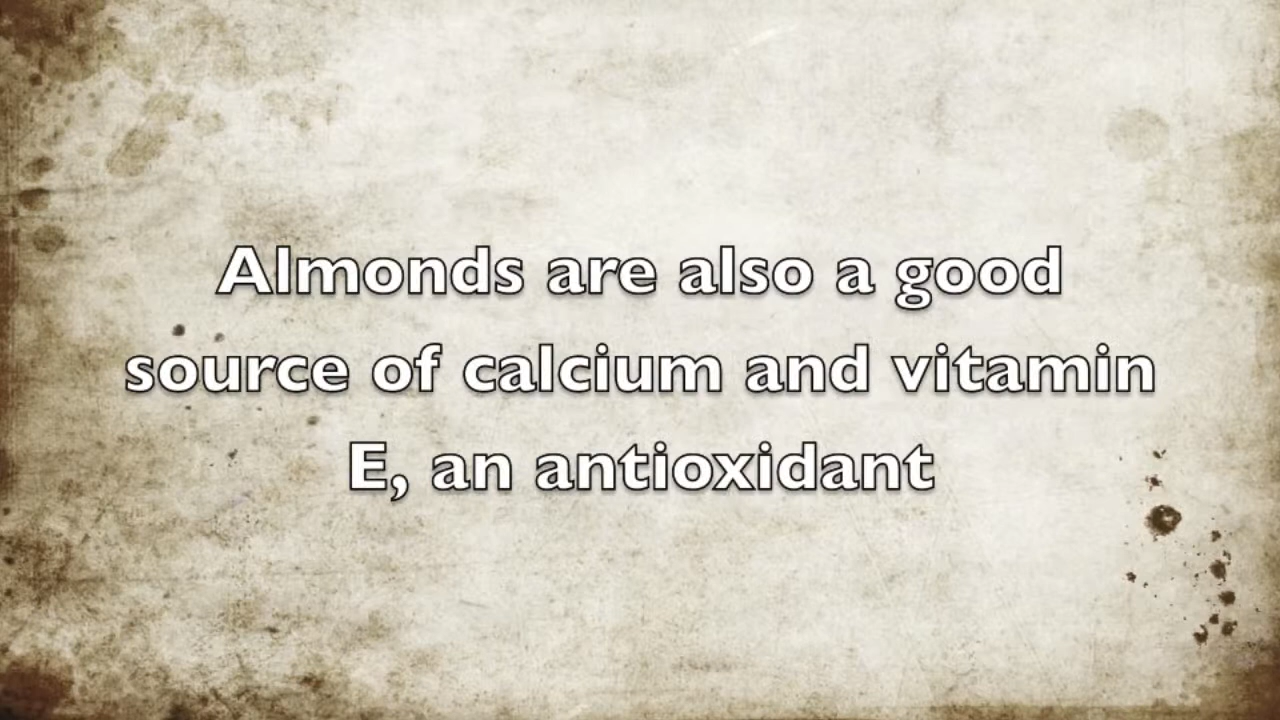 Almonds are also a good
source of calcium and vitamin
E, an antioxidant